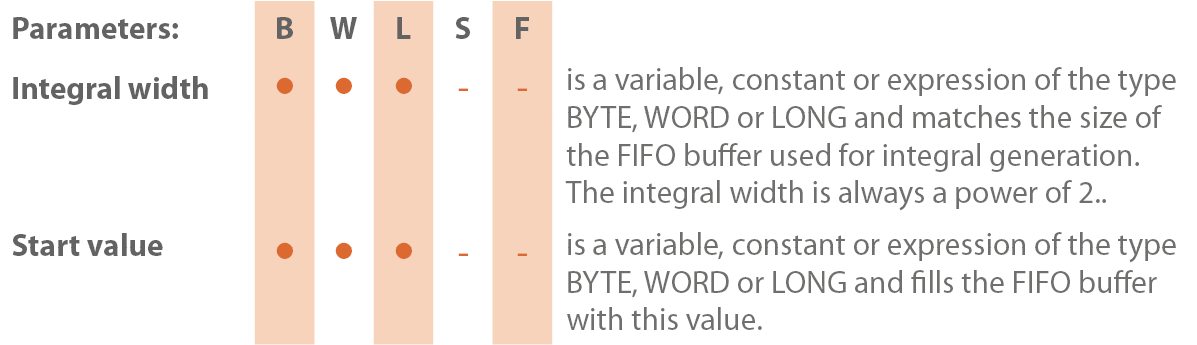 Parameters: B W L S F
Integral width ● ● ● - - is a variable, constant or expression of the type
BYTE, WORD or LONG and matches the size of
the FIFO buffer used for integral generation.
The integral width is always a power of 2..
Start value ● ● ● - - is a variable, constant or expression of the type
BYTE, WORD or LONG and fills the FIFO buffer
with this value.